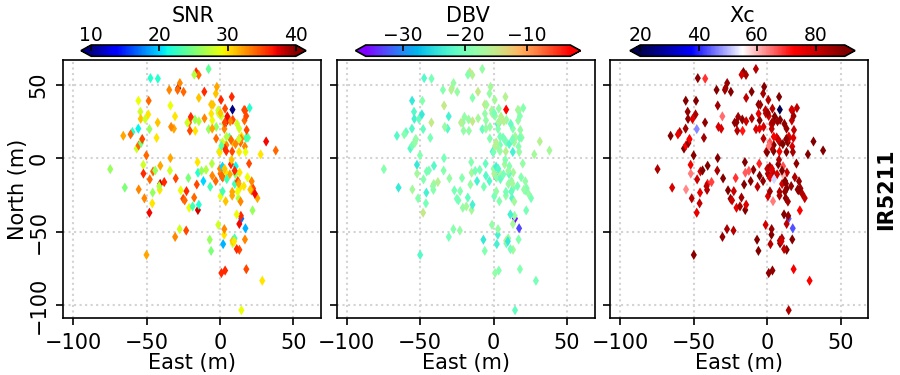 SNR DBV Xc
10 20 30 40 −30 −20 −10 20 40 60 80
50
0
−50
−100
North (m)
−100 −50 0 50 −100 −50 0 50 −100 −50 0 50
East (m) East (m) East (m)
IR5211